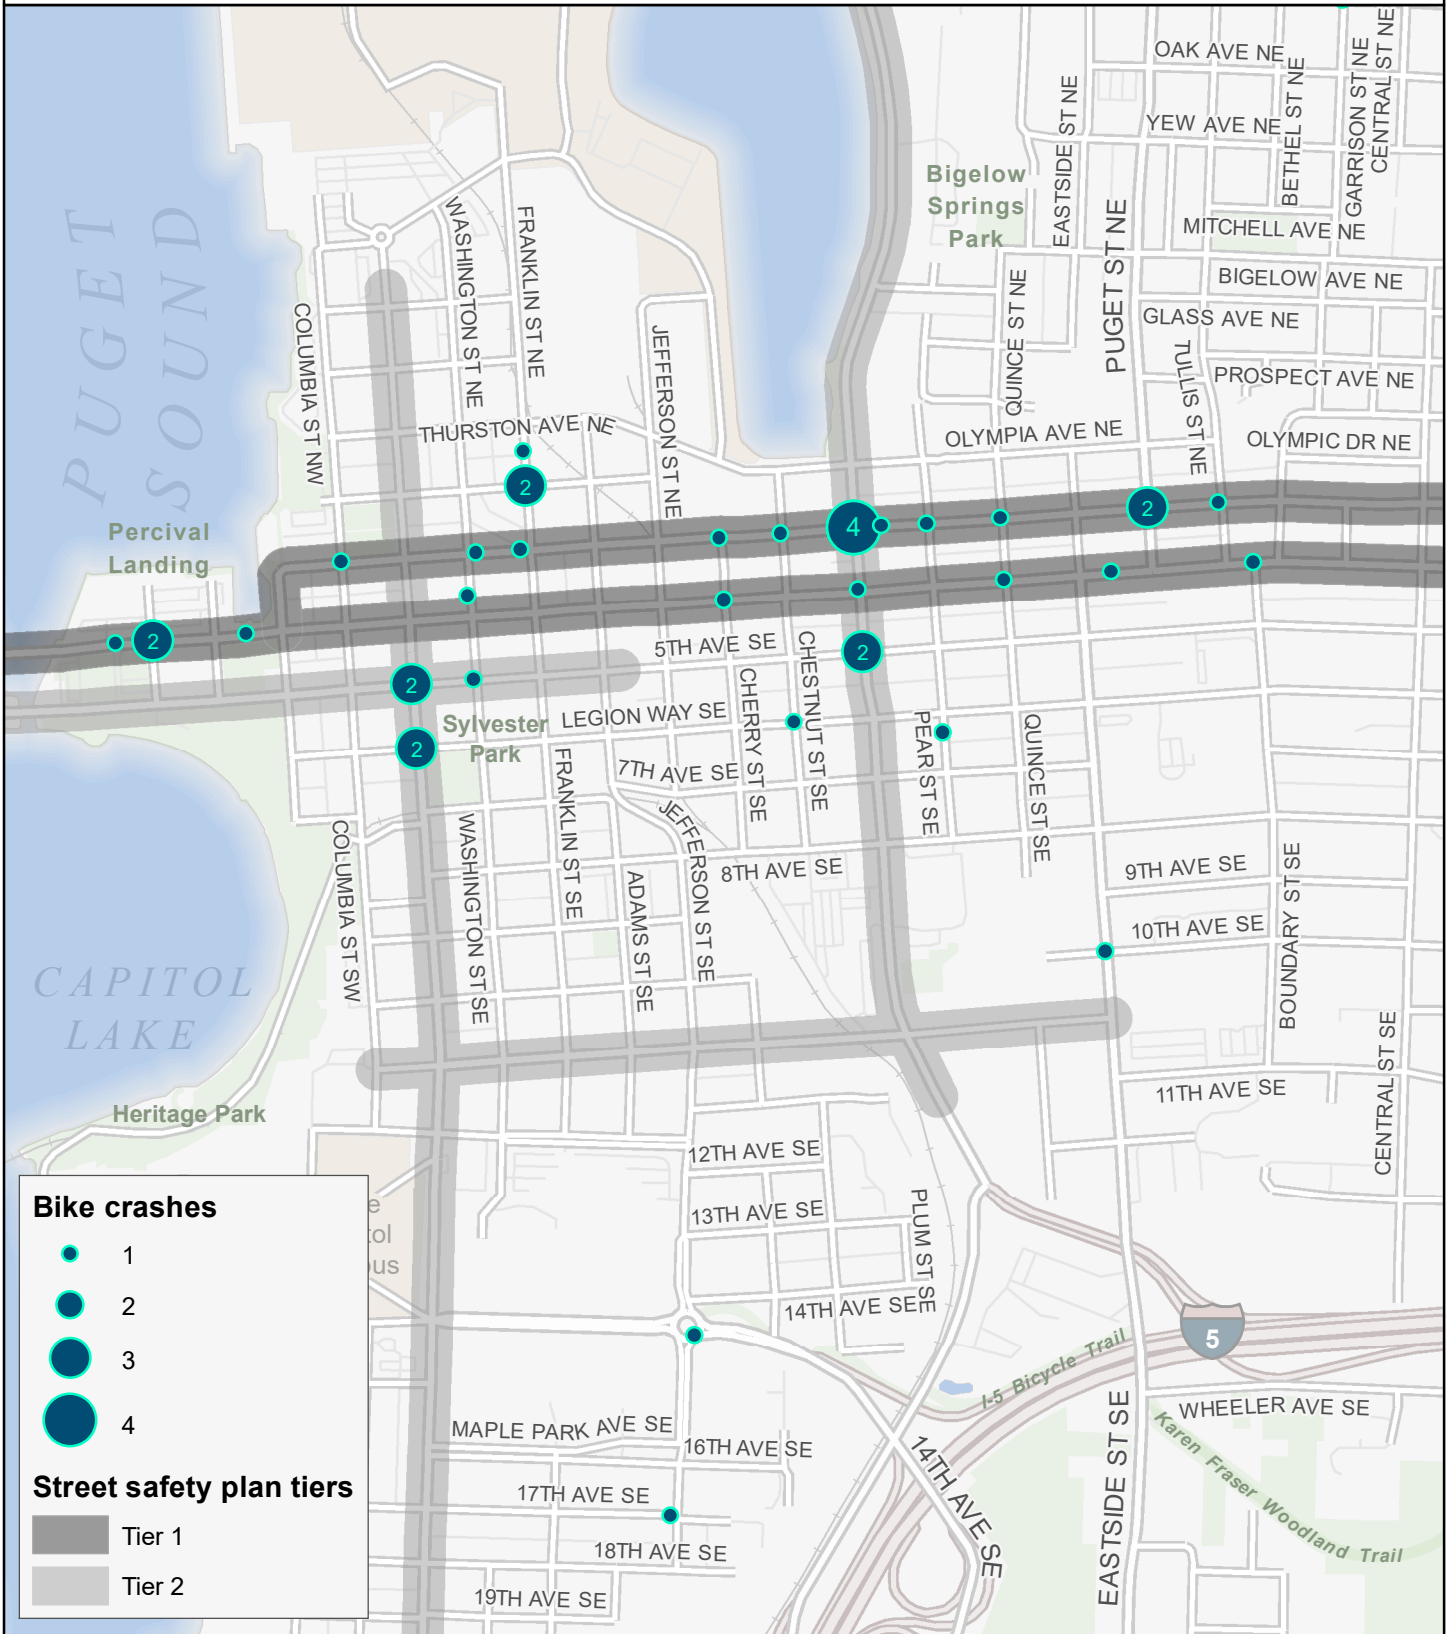 OAK AVE NE
YEW AVE NE
EASTSIDE ST NE
BETHEL ST NE
GARRISON ST NE
CENTRAL ST NE
Bigelow
Springs
Park
MITCHELL AVE NE
PUGET
SOUND
WASHINGTON ST NE
FRANKLIN ST NE
PUGET ST NE
BIGELOW AVE NE
QUINCE ST NE
GLASS AVE NE
COLUMBIA ST NW
JEFFERSON ST NE
TULLIS ST NE
PROSPECT AVE NE
THURSTON AVE NE
OLYMPIA AVE NE
OLYMPIC DR NE
2
Percival
Landing
4
2
2
5TH AVE SE
CHESTNUT ST SE
2
2
CHERRY ST SE
Sylvester
Park
LEGION WAY SE
PEAR ST SE
QUINCE ST SE
2
FRANKLIN ST SE
7TH AVE SE
JEFFERSON ST SE
COLUMBIA ST SW
WASHINGTON ST SE
8TH AVE SE
9TH AVE SE
ADAMS ST SE
BOUNDARY ST SE
10TH AVE SE
CAPITOL
LAKE
CENTRAL ST SE
11TH AVE SE
Heritage Park
12TH AVE SE
PLUM ST SE
13TH AVE SE
e
tol
ous
14TH AVE SE
5
I-5 Bicycle Trail
EASTSIDE ST SE
WHEELER AVE SE
Karen Fraser Woodland Trail
MAPLE PARK AVE SE
16TH AVE SE
14TH AVE SE
17TH AVE SE
18TH AVE SE
19TH AVE SE
Bike crashes
1
2
3
4
Street safety plan tiers
Tier 1
Tier 2